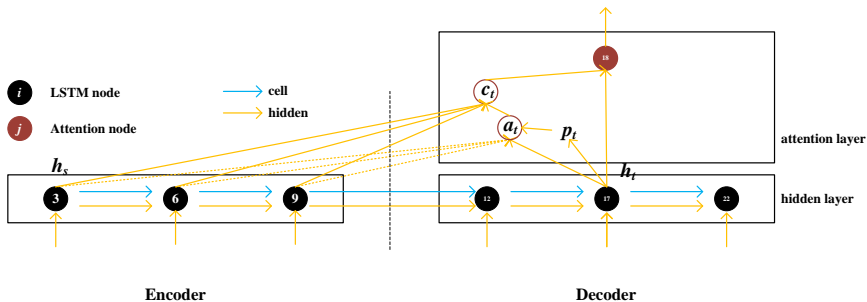 18
i LSTM node
cell
hidden
j Attention node
c_t
a_t
p_t
attention layer
h_s
h_t
3 6 9 12 17 22
hidden layer
Encoder Decoder